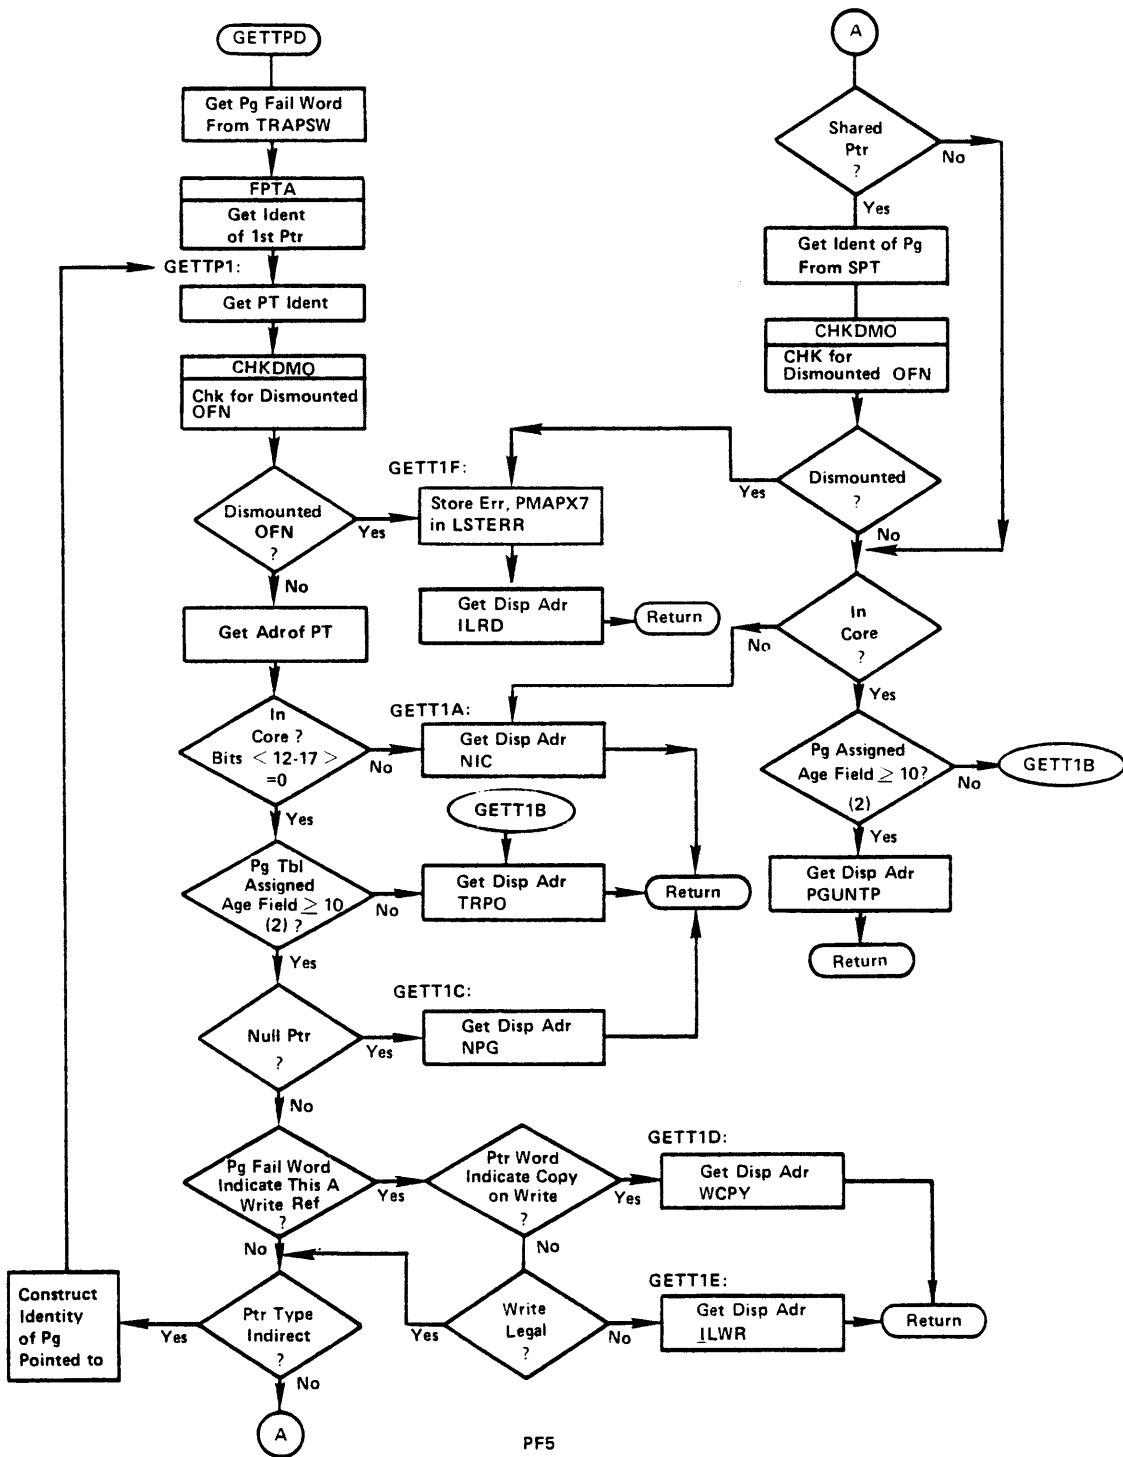 GETTPD
Get Pg Fail Word
From TRAPSW
FPTA
Get Ident
of 1st Ptr
GETTP1:
Get PT Ident
CHKDMO
Chk for Dismounted
OFN
Dismounted
OFN
?
Yes
No
GETT1F:
Store Err, PMAPX7
in LSTERR
Get Disp Adr
ILRD
Return
Get Adrof PT
In
Core ?
Bits < 12-17 >
=0
No
Yes
GETT1A:
Get Disp Adr
NIC
GETT1B
Pg Tbl
Assigned
Age Field ≥ 10
(2) ?
No
Yes
Get Disp Adr
TRPO
Return
Null Ptr
?
Yes
No
GETT1C:
Get Disp Adr
NPG
Pg Fail Word
Indicate This A
Write Ref
?
Yes
No
Ptr Word
Indicate Copy
on Write
?
Yes
No
GETT1D:
Get Disp Adr
WCPY
Write
Legal
?
Yes
No
GETT1E:
Get Disp Adr
ILWR
Return
Ptr Type
Indirect
?
Yes
No
Construct
Identity
of Pg
Pointed to
A
A
Shared
Ptr
?
No
Yes
Get Ident of Pg
From SPT
CHKDMO
CHK for
Dismounted OFN
Dismounted
?
Yes
No
In
Core
?
No
Yes
Pg Assigned
Age Field ≥ 10?
(2)
No
Yes
GETT1B
Get Disp Adr
PGUNTP
Return
PF5